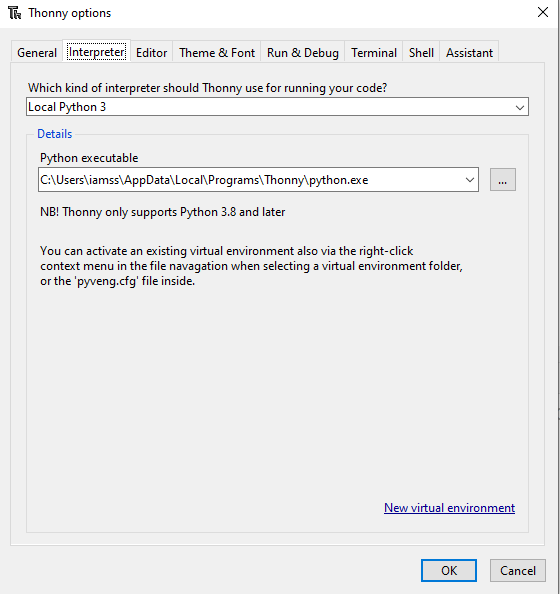 Thonny options
General
Interpreter
Editor
Theme & Font
Run & Debug
Terminal
Shell
Assistant
Which kind of interpreter should Thonny use for running your code?
Local Python 3
Details
Python executable
C:\Users\iamss\AppData\Local\Programs\Thonny\python.exe
...
NB! Thonny only supports Python 3.8 and later
You can activate an existing virtual environment also via the right-click
context menu in the file navagation when selecting a virtual environment folder,
or the 'pyveng.cfg' file inside.
New virtual environment
OK
Cancel